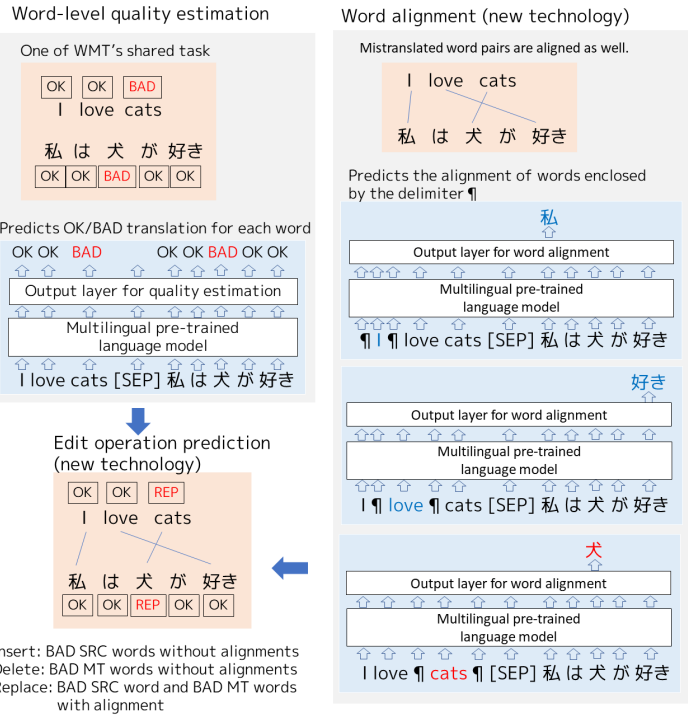 Word-level quality estimation
One of WMT's shared task
OK OK BAD
I love cats
私 は 犬 が 好き
OK OK BAD OK OK
Predicts OK/BAD translation for each word
OK OK BAD OK OK BAD OK OK
Output layer for quality estimation
Multilingual pre-trained
language model
I love cats [SEP] 私 は 犬 が 好き
Edit operation prediction
(new technology)
OK OK REP
I love cats
私 は 犬 が 好き
OK OK REP OK OK
nsert: BAD SRC words without alignments
Delete: BAD MT words without alignments
Replace: BAD SRC word and BAD MT words
with alignment
Word alignment (new technology)
Mistranslated word pairs are aligned as well.
I love cats
私 は 犬 が 好き
Predicts the alignment of words enclosed
by the delimiter ¶
私
Output layer for word alignment
Multilingual pre-trained
language model
¶ I ¶ love cats [SEP] 私 は 犬 が 好き
好き
Output layer for word alignment
Multilingual pre-trained
language model
I ¶ love ¶ cats [SEP] 私 は 犬 が 好き
犬
Output layer for word alignment
Multilingual pre-trained
language model
I love ¶ cats ¶ [SEP] 私 は 犬 が 好き